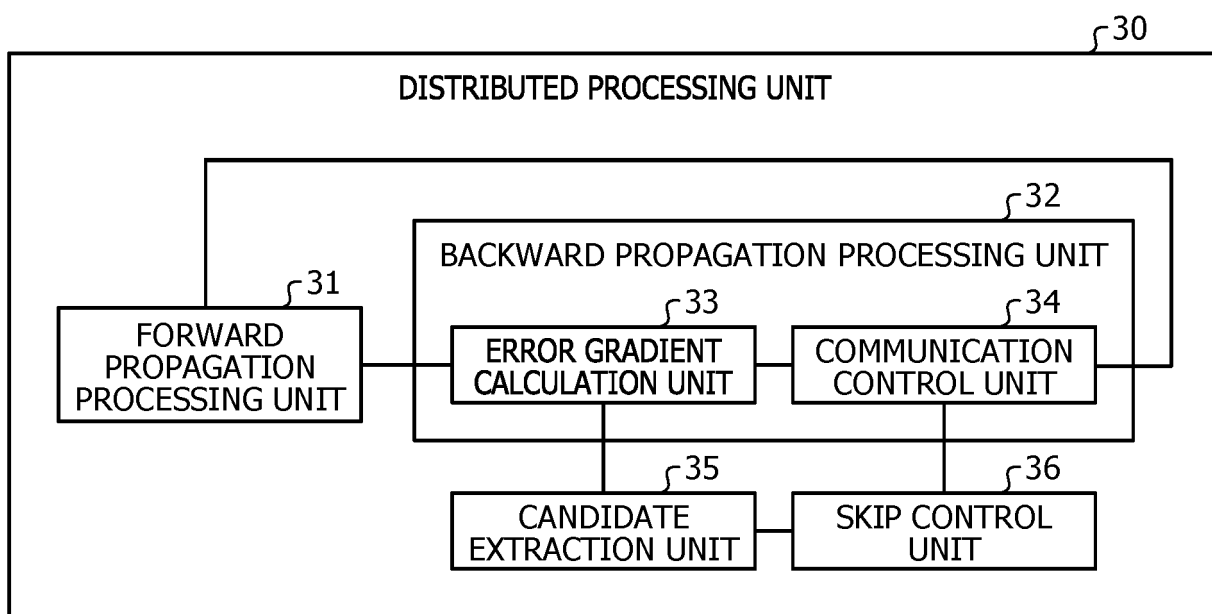 30
DISTRIBUTED PROCESSING UNIT
32
BACKWARD PROPAGATION PROCESSING UNIT
31
FORWARD
PROPAGATION
PROCESSING UNIT
33
ERROR GRADIENT
CALCULATION UNIT
34
COMMUNICATION
CONTROL UNIT
35
CANDIDATE
EXTRACTION UNIT
36
SKIP CONTROL
UNIT